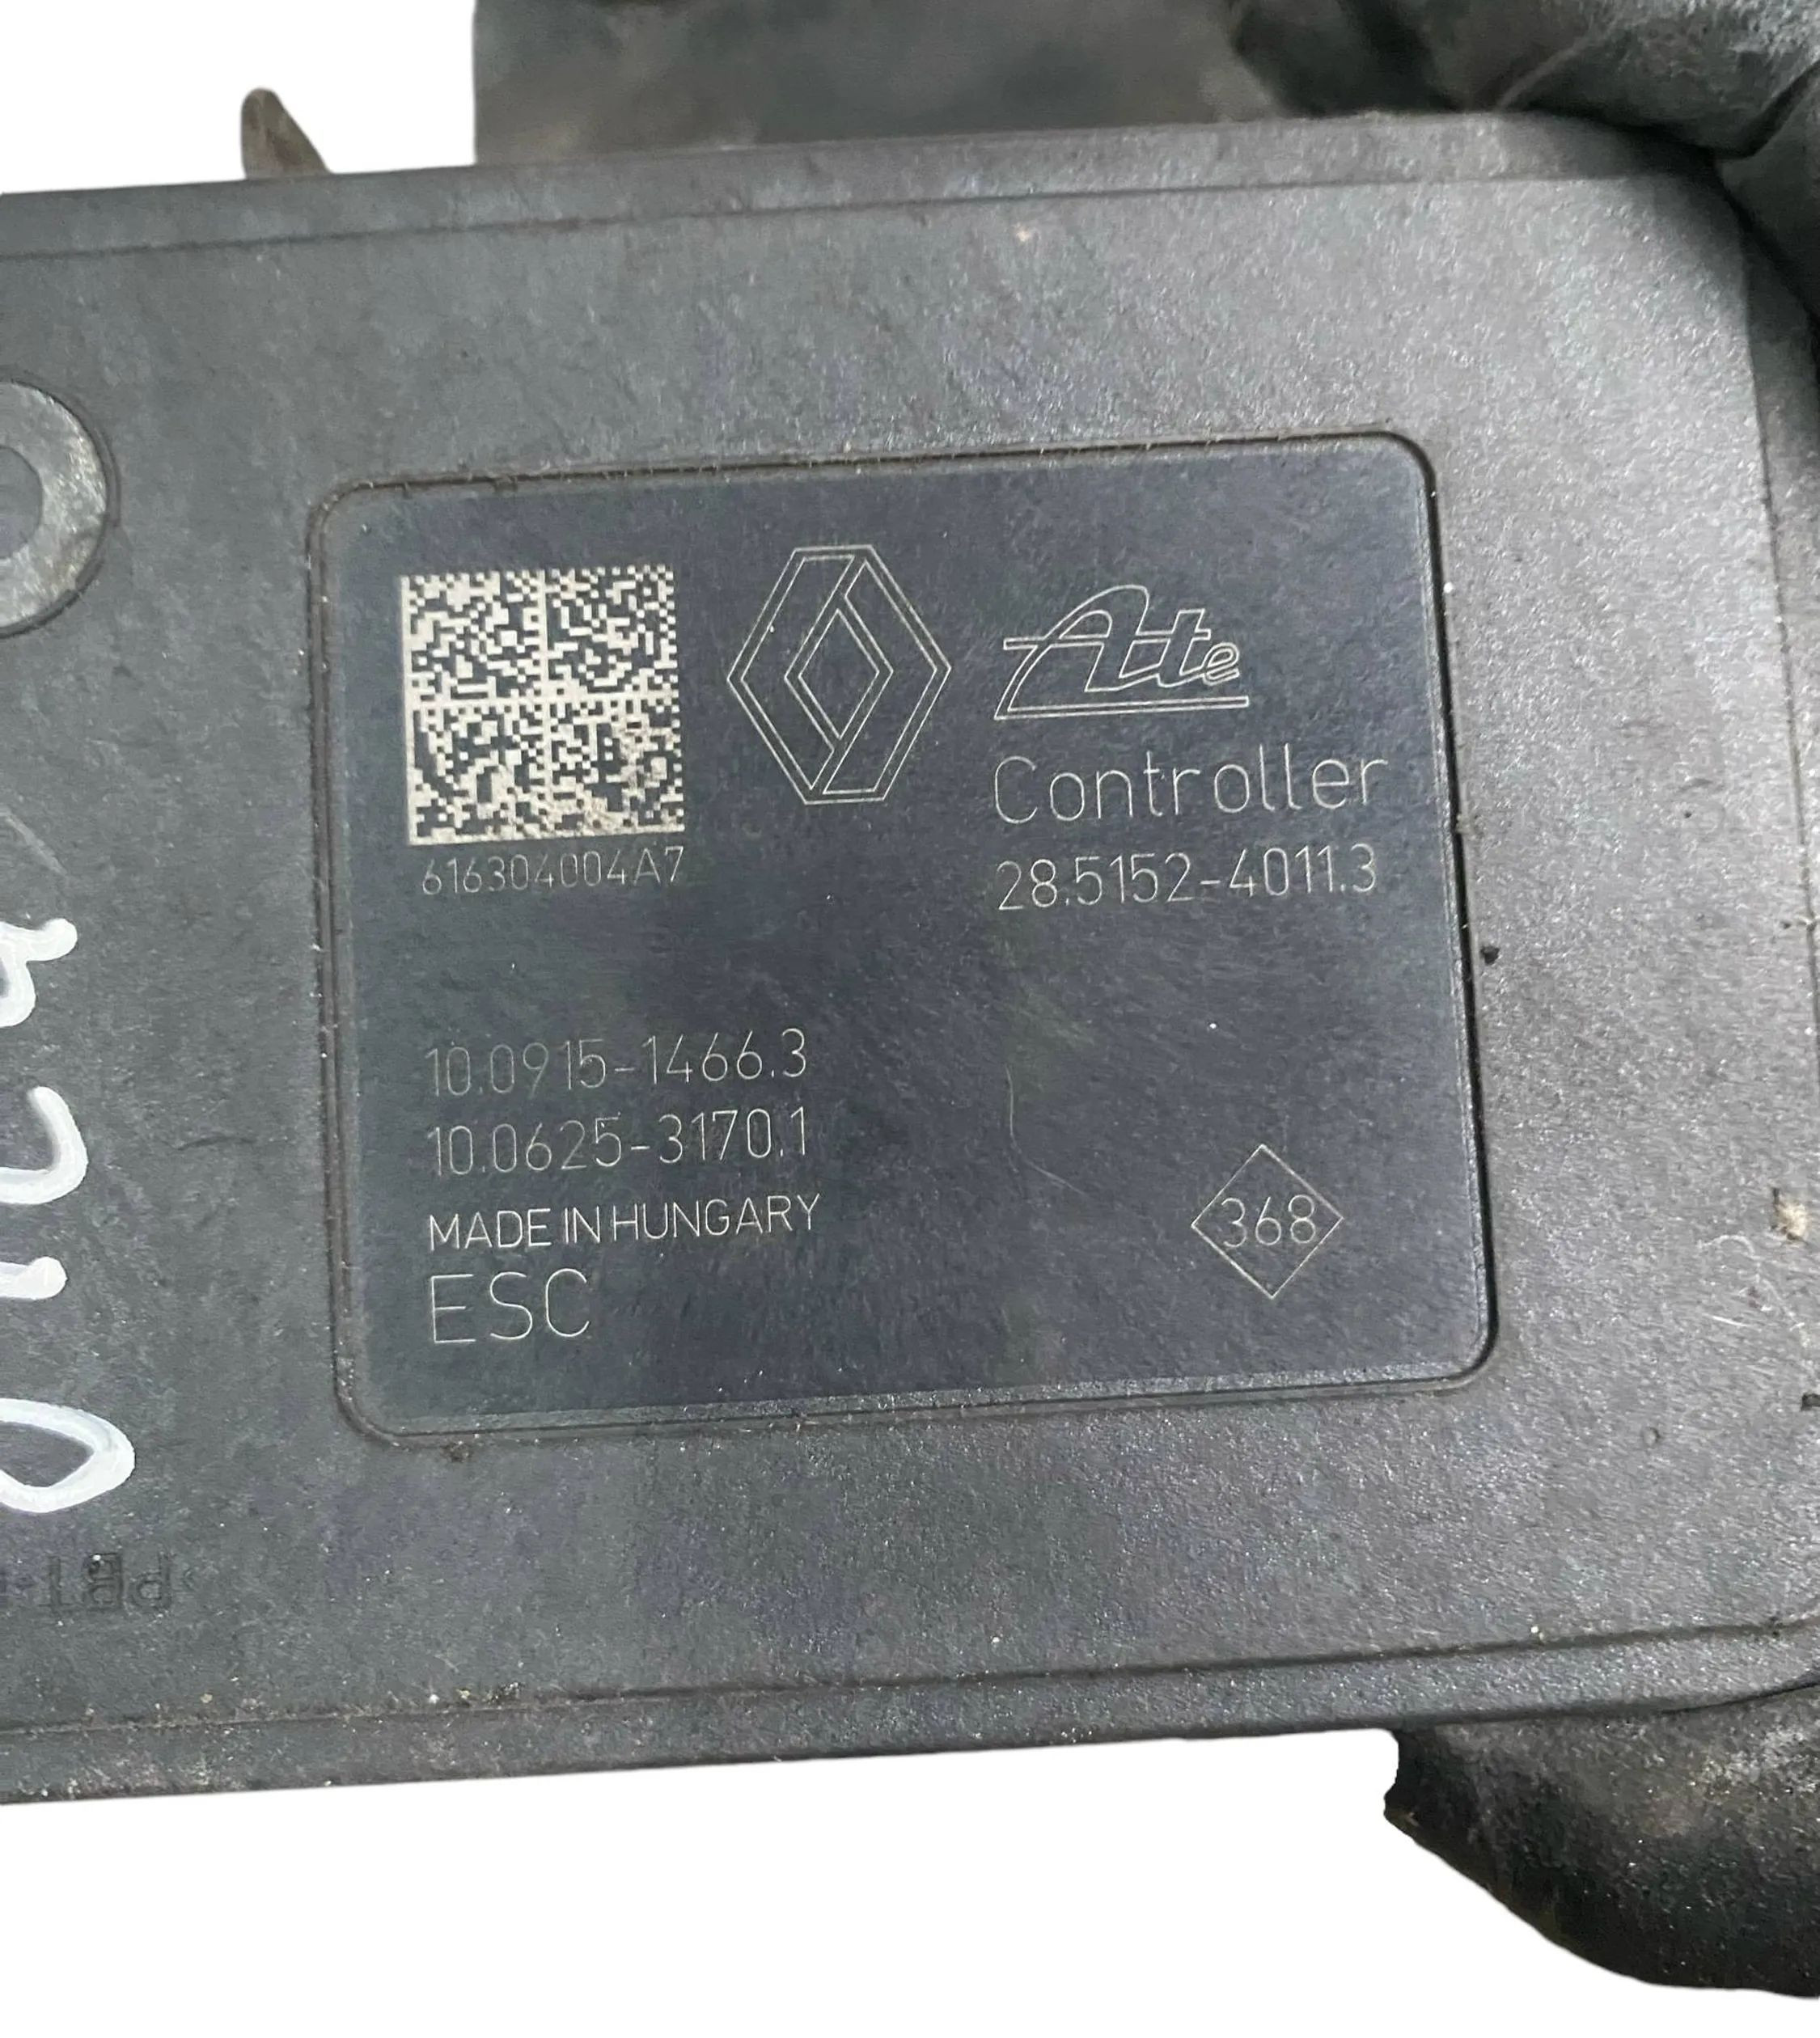 Ate
Controller
616304004A7
28.5152-4011.3
10.0915-1466.3
10.0625-3170.1
MADE IN HUNGARY
ESC
368